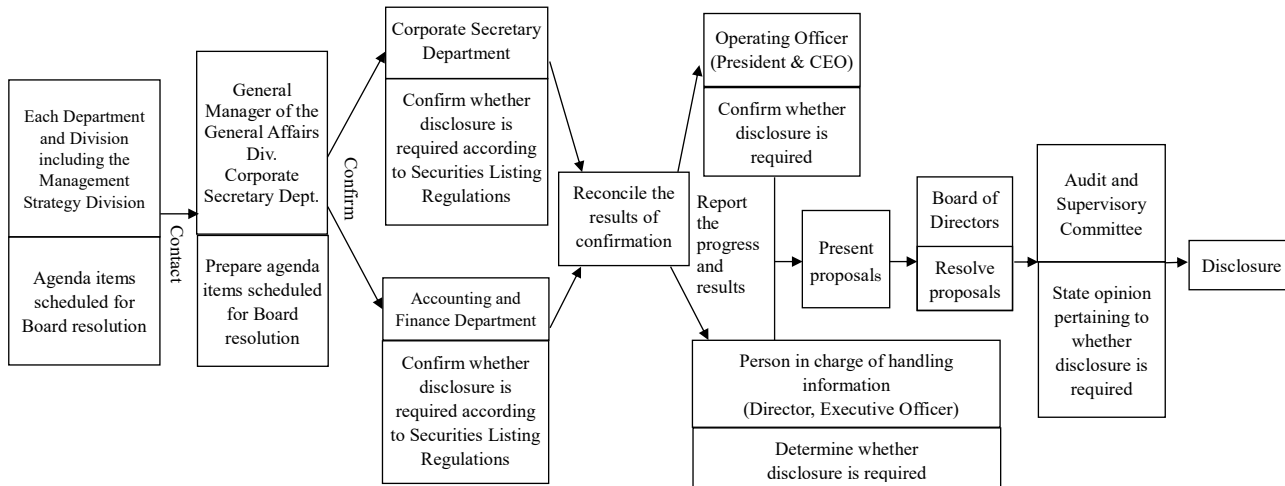 Each Department
and Division
including the
Management
Strategy Division
Agenda items
scheduled for
Board resolution
Contact
General
Manager of the
General Affairs
Div.
Corporate
Secretary Dept.
Prepare agenda
items scheduled
for Board
resolution
Confirm
Corporate Secretary
Department
Confirm whether
disclosure is
required according
to Securities Listing
Regulations
Accounting and
Finance Department
Confirm whether
disclosure is
required according
to Securities Listing
Regulations
Reconcile the
results of
confirmation
Report
the
progress and
results
Operating Officer
(President & CEO)
Confirm whether
disclosure is
required
Person in charge of handling
information
(Director, Executive Officer)
Determine whether
disclosure is required
Present
proposals
Board of
Directors
Resolve
proposals
Audit and
Supervisory
Committee
State opinion
pertaining to
whether
disclosure is
required
Disclosure